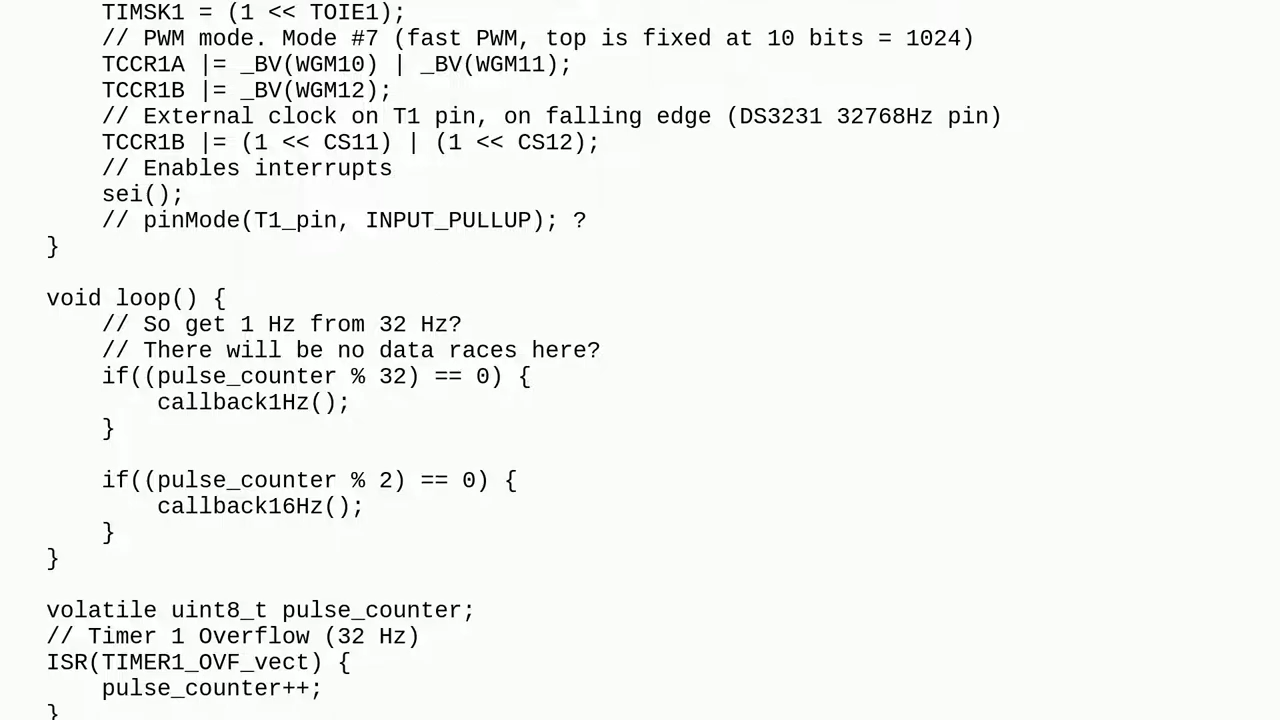 TIMSK1 = (1 << TOIE1);
// PWM mode. Mode #7 (fast PWM, top is fixed at 10 bits = 1024)
TCCR1A |= _BV(WGM10) | _BV(WGM11);
TCCR1B |= _BV(WGM12);
// External clock on T1 pin, on falling edge (DS3231 32768Hz pin)
TCCR1B |= (1 << CS11) | (1 << CS12);
// Enables interrupts
sei();
// pinMode(T1_pin, INPUT_PULLUP); ?
}
void loop() {
// So get 1 Hz from 32 Hz?
// There will be no data races here?
if((pulse_counter % 32) == 0) {
callback1Hz();
}
if((pulse_counter % 2) == 0) {
callback16Hz();
}
}
volatile uint8_t pulse_counter;
// Timer 1 Overflow (32 Hz)
ISR(TIMER1_OVF_vect) {
pulse_counter++;
}